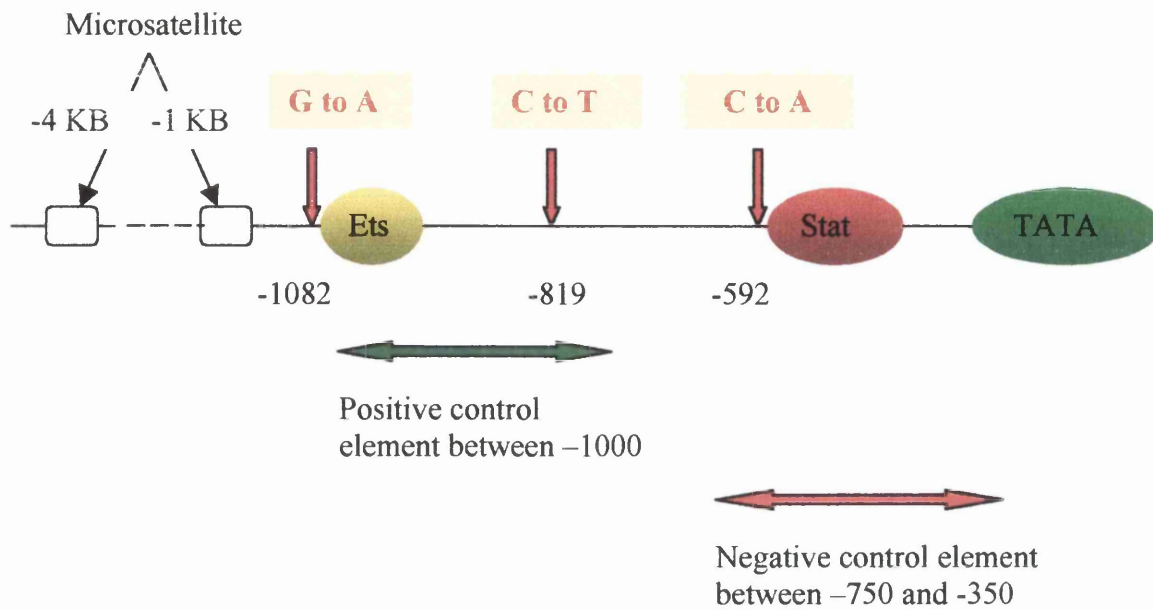 Microsatellite
-4 KB -1 KB
G to A
C to T
C to A
Ets
Stat
TATA
-1082
-819
-592
Positive control
element between –1000
Negative control element
between –750 and -350